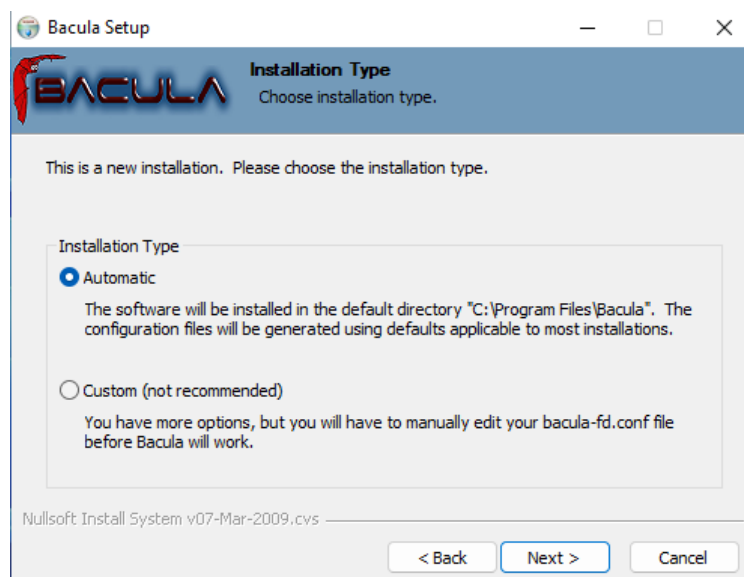 Bacula Setup
BACULA
Installation Type
Choose installation type.
This is a new installation.  Please choose the installation type.
Installation Type
Automatic
The software will be installed in the default directory "C:\Program Files\Bacula".  The
configuration files will be generated using defaults applicable to most installations.
Custom (not recommended)
You have more options, but you will have to manually edit your bacula-fd.conf file
before Bacula will work.
Nullsoft Install System v07-Mar-2009.cvs
< Back
Next >
Cancel